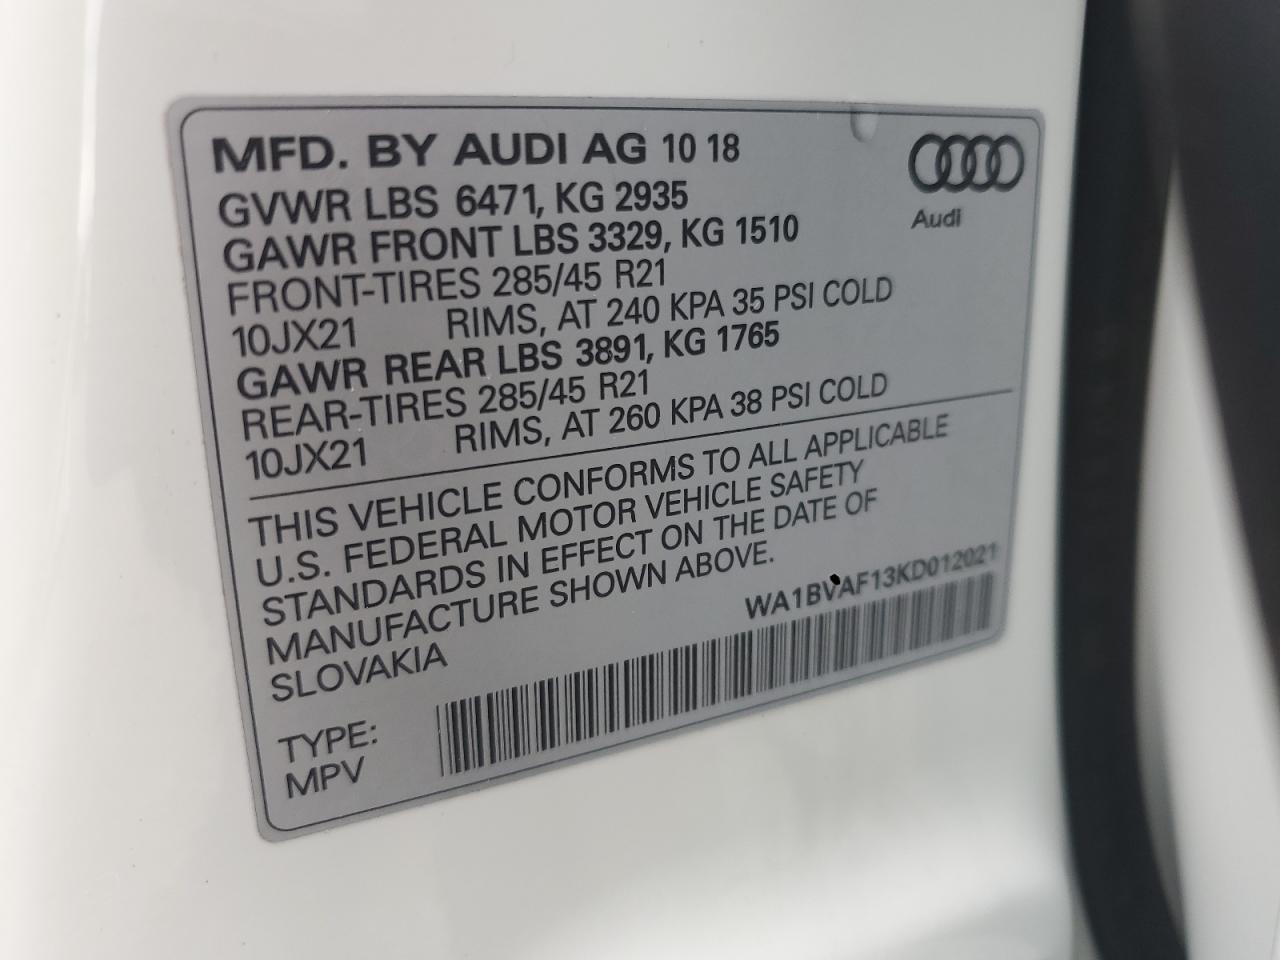 MFD. BY AUDI AG 10 18
GVWR LBS 6471, KG 2935
GAWR FRONT LBS 3329, KG 1510
FRONT-TIRES 285/45 R21
10JX21 RIMS, AT 240 KPA 35 PSI COLD
GAWR REAR LBS 3891, KG 1765
REAR-TIRES 285/45 R21
10JX21 RIMS, AT 260 KPA 38 PSI COLD
Audi
THIS VEHICLE CONFORMS TO ALL APPLICABLE
U.S. FEDERAL MOTOR VEHICLE SAFETY
STANDARDS IN EFFECT ON THE DATE OF
MANUFACTURE SHOWN ABOVE.
SLOVAKIA
WA1BVAF13KD012021
TYPE:
MPV